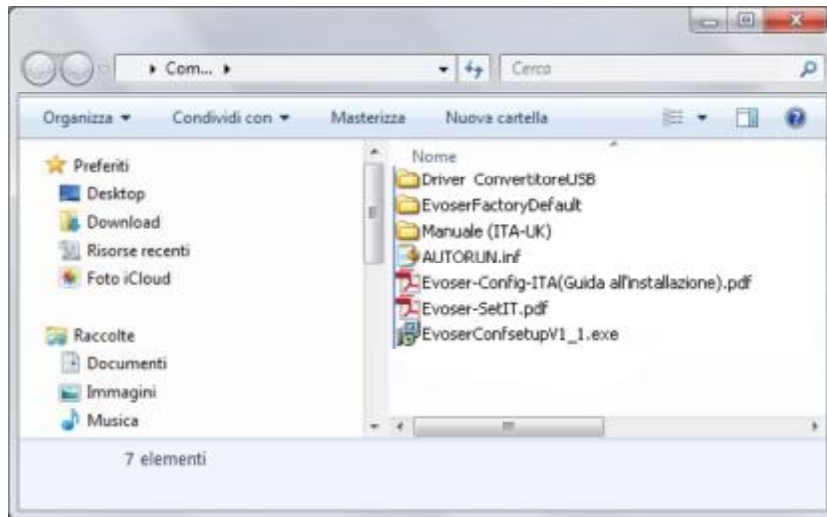 Com...
Cerca
Organizza
Condividi con
Masterizza
Nuova cartella
Preferiti
Desktop
Download
Risorse recenti
Foto iCloud
Raccolte
Documenti
Immagini
Musica
Nome
Driver ConvertitoreUSB
EvoserFactoryDefault
Manuale (ITA-UK)
AUTORUN.inf
Evoser-Config-ITA(Guida all'installazione).pdf
Evoser-SetIT.pdf
EvoserConfsetupV1_1.exe
7 elementi